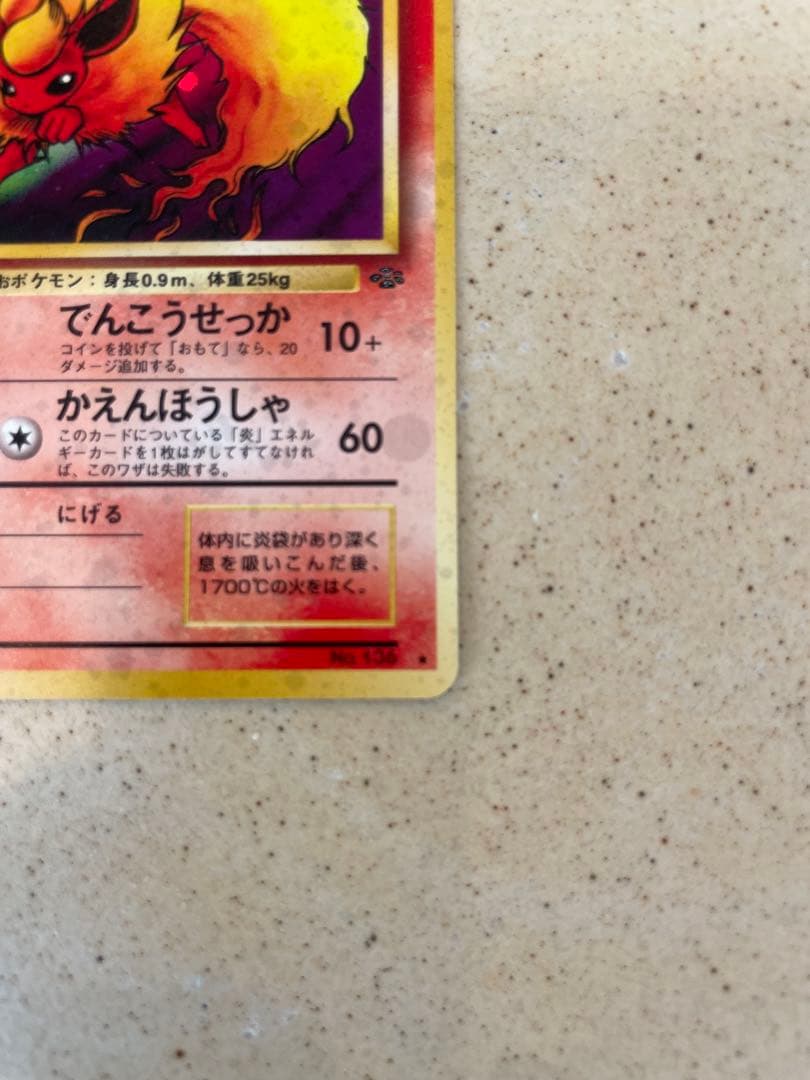 おポケモン：身長0.9m、体重25kg
でんこうせっか 10+
コインを投げて「おもて」なら、20
ダメージ追加する。
かえんほうしゃ 60
このカードについている「炎」エネル
ギーカードを1枚はがしてすてなけれ
ば、このワザは失敗する。
にげる
体内に炎袋があり深く
息を吸いこんだ後、
1700℃の火をはく。
No.136 ★